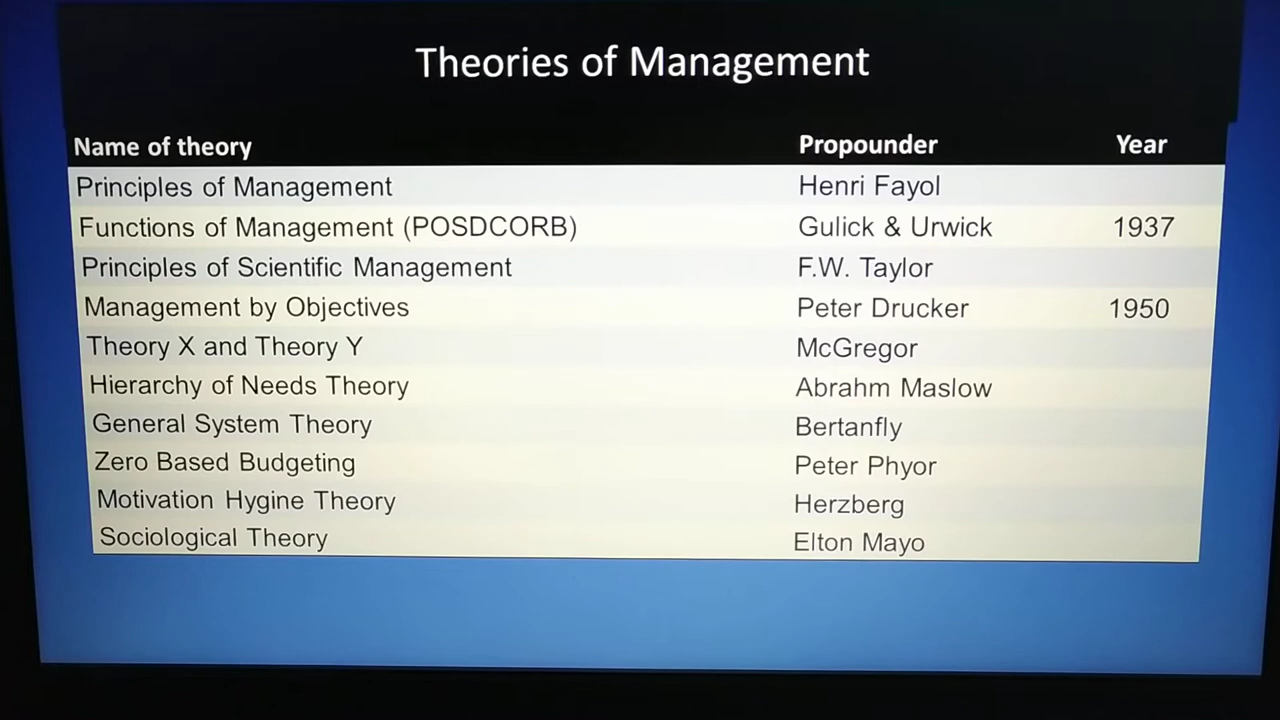 Theories of Management
Name of theory Propounder Year
Principles of Management Henri Fayol
Functions of Management (POSDCORB) Gulick & Urwick 1937
Principles of Scientific Management F.W. Taylor
Management by Objectives Peter Drucker 1950
Theory X and Theory Y McGregor
Hierarchy of Needs Theory Abrahm Maslow
General System Theory Bertanfly
Zero Based Budgeting Peter Phyor
Motivation Hygine Theory Herzberg
Sociological Theory Elton Mayo